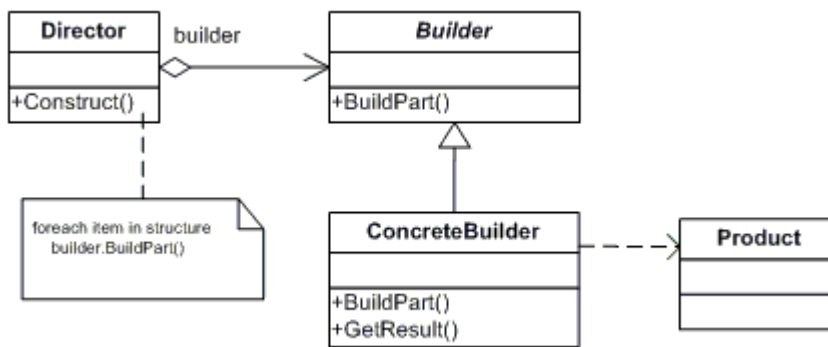 Director
builder
Builder
+Construct()
+BuildPart()
foreach item in structure
builder.BuildPart()
ConcreteBuilder
Product
+BuildPart()
+GetResult()